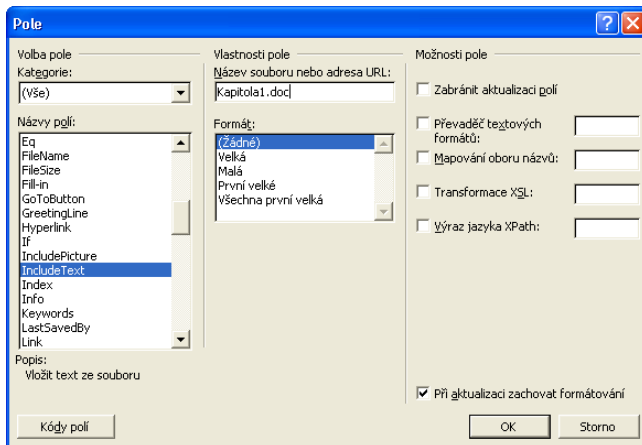 Pole
Volba pole
Kategorie:
(Vše)
Názvy polí:
Eq
FileName
FileSize
Fill-in
GoToButton
GreetingLine
Hyperlink
If
IncludePicture
IncludeText
Index
Info
Keywords
LastSavedBy
Link
Popis:
Vložit text ze souboru
Kódy polí
Vlastnosti pole
Název souboru nebo adresa URL:
Kapitola1.doc
Formát:
(Žádné)
Velká
Malá
První velké
Všechna první velká
Možnosti pole
Zabránit aktualizaci polí
Převaděč textových
formátů:
Mapování oboru názvů:
Transformace XSL:
Výraz jazyka XPath:
Při aktualizaci zachovat formátování
OK
Storno